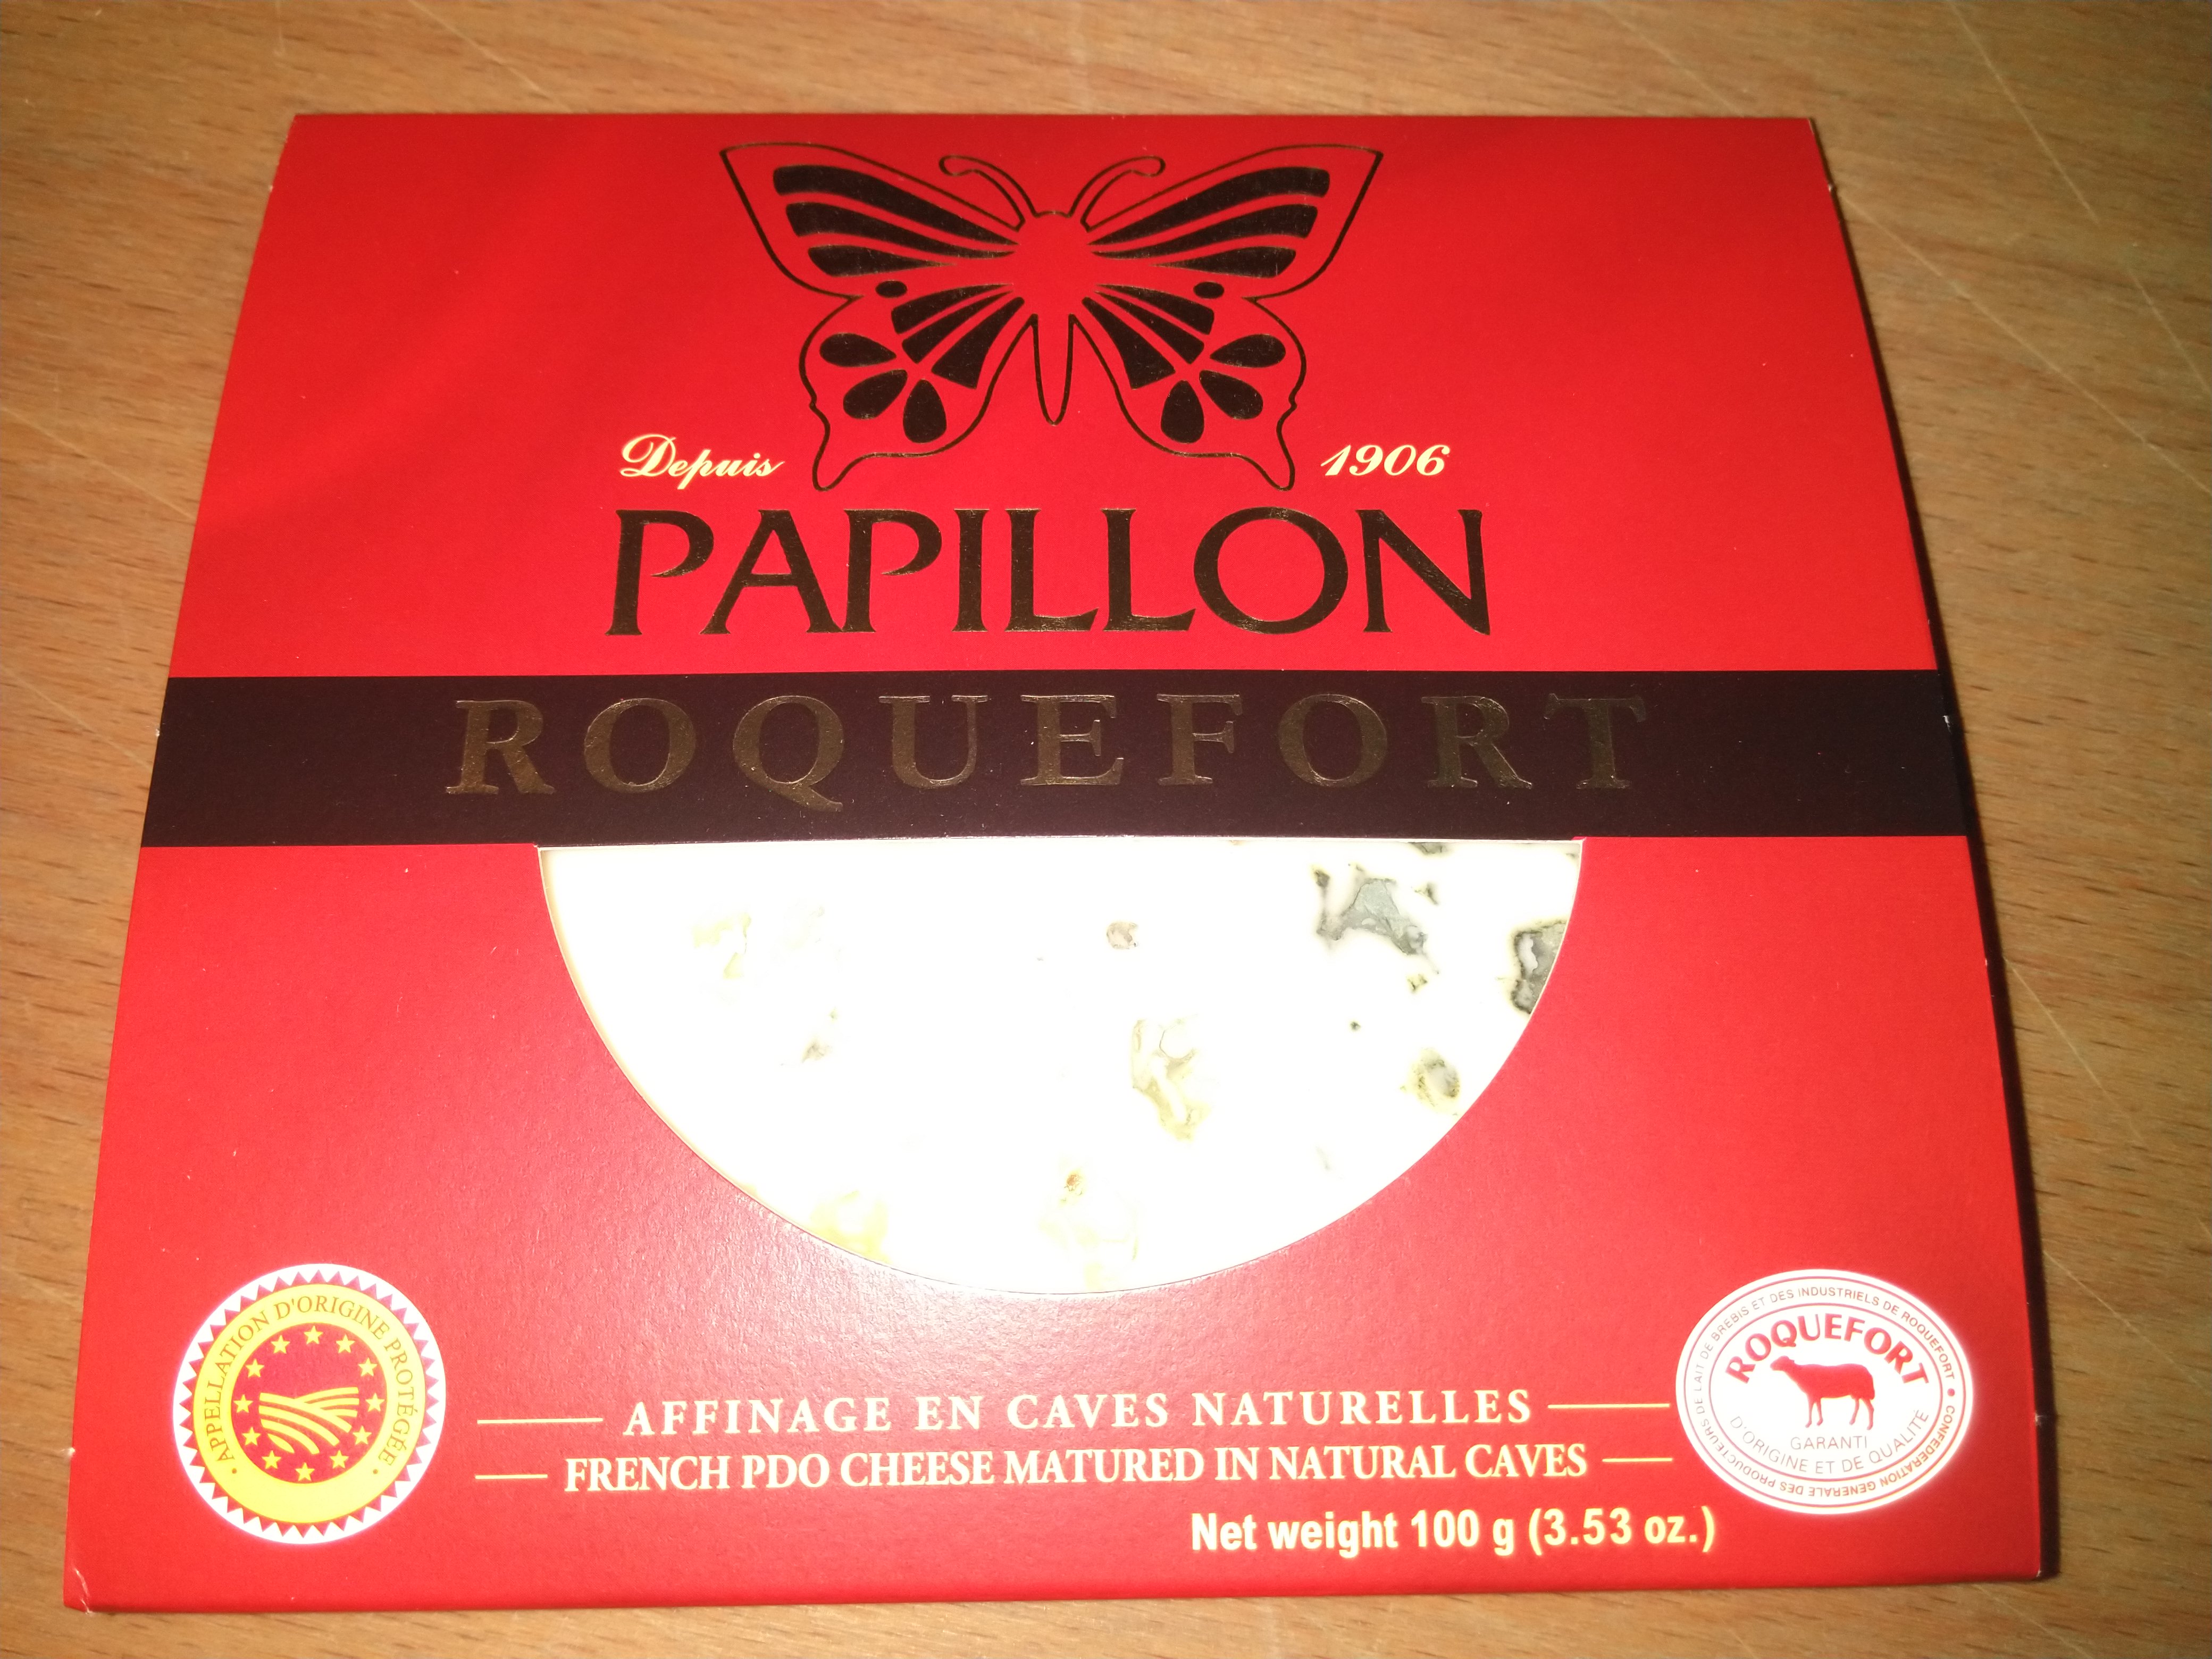 Depuis 1906
PAPILLON
ROQUEFORT
APPELLATION D'ORIGINE PROTÉGÉE
AFFINAGE EN CAVES NATURELLES
FRENCH PDO CHEESE MATURED IN NATURAL CAVES
Net weight 100 g (3.53 oz.)
CONFEDERATION GENERALE DES PRODUCTEURS DE LAIT DE BREBIS ET DES INDUSTRIELS DE ROQUEFORT
ROQUEFORT
GARANTI
D'ORIGINE ET DE QUALITÉ